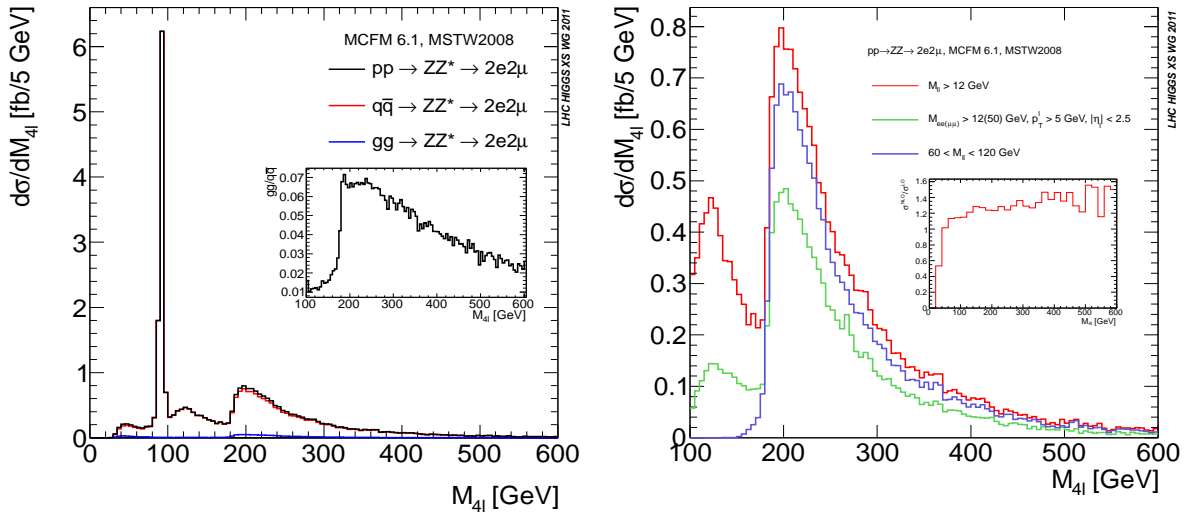 dσ/dM4l [fb/5 GeV]
6
5
4
3
2
1
0
0 100 200 300 400 500 600
M4l [GeV]
MCFM 6.1, MSTW2008
pp → ZZ* → 2e2μ
qq̅ → ZZ* → 2e2μ
gg → ZZ* → 2e2μ
LHC HIGGS XS WG 2011
gg/qq̅
0.07
0.06
0.05
0.04
0.03
0.02
0.01
100 200 300 400 500 600
M4l [GeV]
dσ/dM4l [fb/5 GeV]
0.8
0.7
0.6
0.5
0.4
0.3
0.2
0.1
0
100 200 300 400 500 600
M4l [GeV]
pp→ZZ→ 2e2μ, MCFM 6.1, MSTW2008
Mll > 12 GeV
Mee(μμ) > 12(50) GeV, pTl > 5 GeV, |ηl| < 2.5
60 < Mll < 120 GeV
LHC HIGGS XS WG 2011
σNLO/σLO
1.6
1.4
1.2
1
0.8
0.6
0.4
0.2
0
0 100 200 300 400 500 600
M4l [GeV]